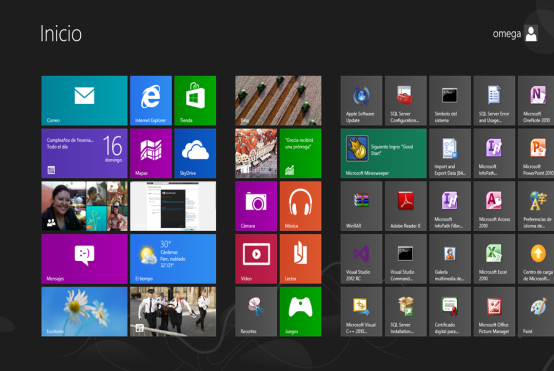 Inicio
omega
Correo
Internet Explorer
Tienda
Cumpleaños de Yesenia...
Todo el día
16
domingo
Mapas
SkyDrive
Mensajes
30°
Cárdenas
Parc. nublado
32°/23°
El tiempo
Escritorio
Bing
"Grecia recibirá
una prórroga"
Cámara
Música
Vídeo
Lector
Recortes
Juegos
Apple Software
Update
SQL Server
Configuration...
Símbolo del
sistema
SQL Server Error
and Usage...
Microsoft
OneNote 2010
Siguiente logro: "Good
Start"
Microsoft Minesweeper
Import and
Export Data (64...
Microsoft
InfoPath...
Microsoft
PowerPoint 2010
WinRAR
Adobe Reader X
Microsoft
InfoPath Filler...
Microsoft Access
2010
Preferencias de
idioma de...
Visual Studio
2012 RC
Visual Studio
Command...
Galería
multimedia de...
Microsoft Excel
2010
Centro de carga
de Microsoft...
Microsoft Visual
C++ 2010...
SQL Server
Installation...
Certificado
digital para...
Microsoft Office
Picture Manager
Paint